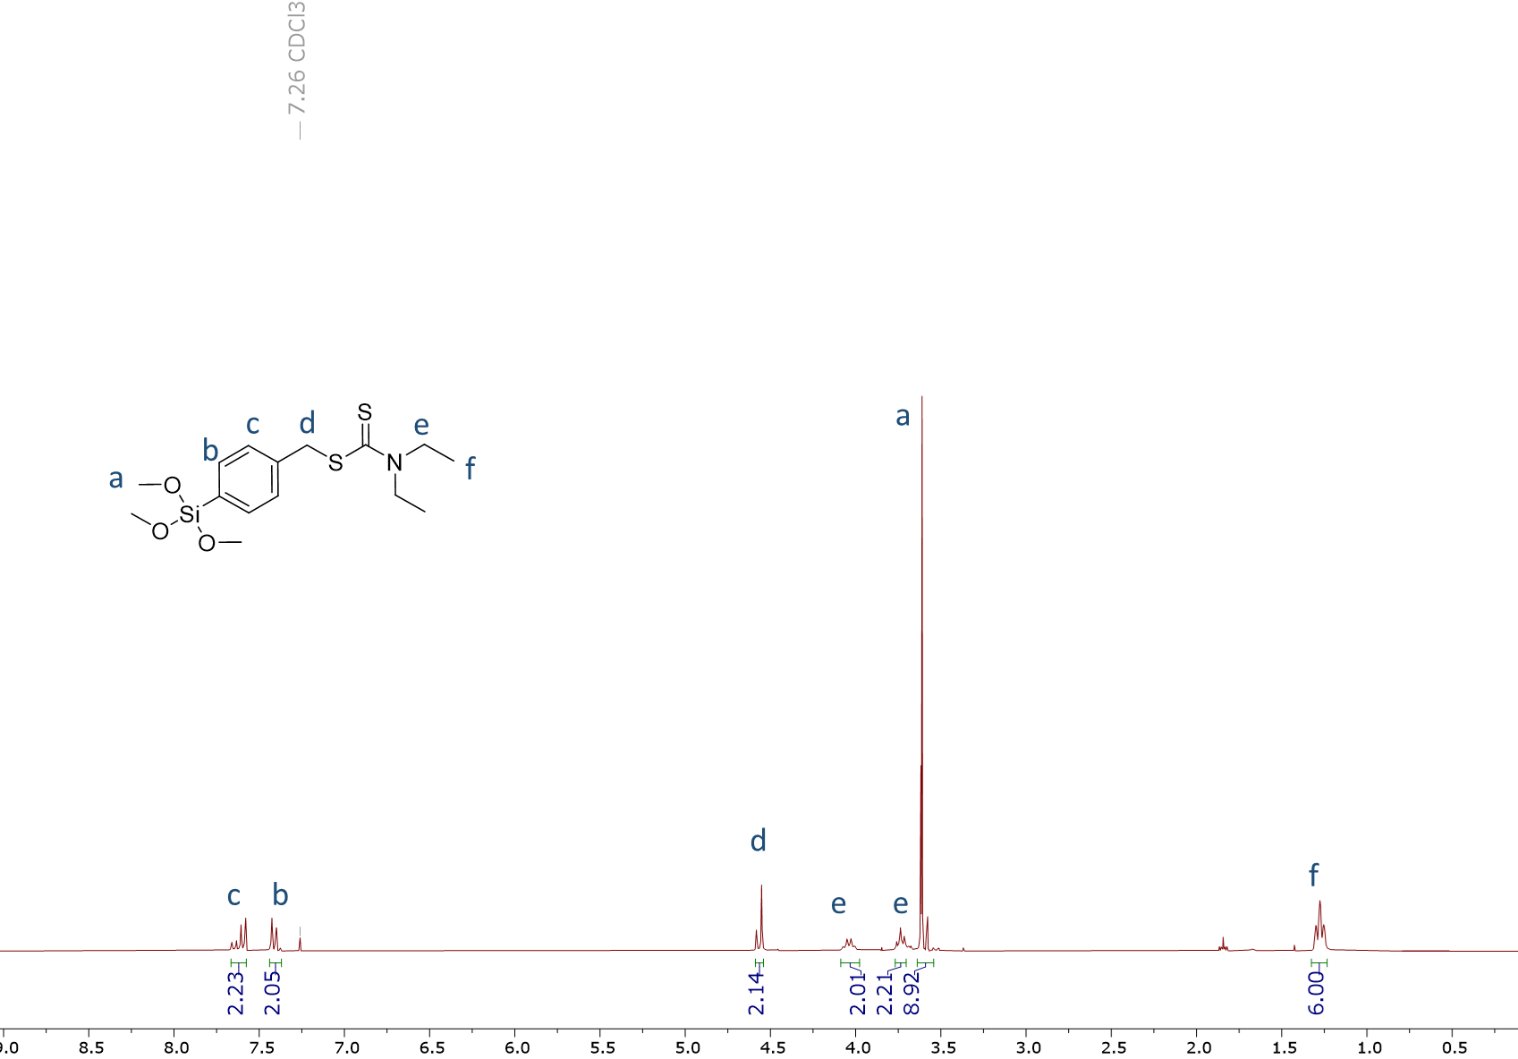 — 7.26 CDCl3
S
c d e
b
S N f
a O
Si
O
O
a
d
c b e e f
2.23 2.05 2.14 2.01 2.21 8.92 6.00
9.0 8.5 8.0 7.5 7.0 6.5 6.0 5.5 5.0 4.5 4.0 3.5 3.0 2.5 2.0 1.5 1.0 0.5